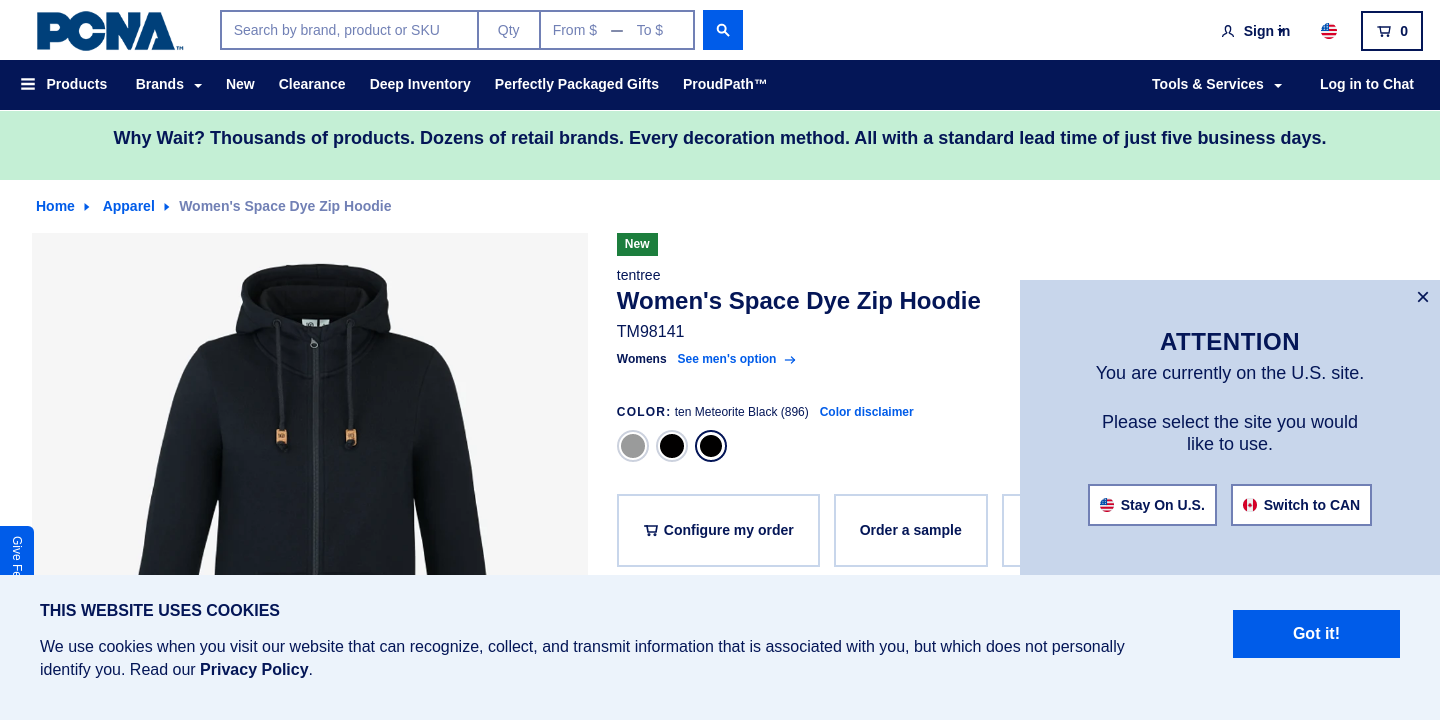 PCNA™
Search by brand, product or SKU
Qty
From $
To $
Sign in
0
Products
Brands
New
Clearance
Deep Inventory
Perfectly Packaged Gifts
ProudPath™
Tools & Services
Log in to Chat
Why Wait? Thousands of products. Dozens of retail brands. Every decoration method. All with a standard lead time of just five business days.
Home
Apparel
Women's Space Dye Zip Hoodie
New
tentree
Women's Space Dye Zip Hoodie
TM98141
Womens
See men's option
COLOR: ten Meteorite Black (896)
Color disclaimer
Configure my order
Order a sample
ATTENTION
You are currently on the U.S. site.
Please select the site you would
like to use.
Stay On U.S.
Switch to CAN
Give Fe
THIS WEBSITE USES COOKIES
We use cookies when you visit our website that can recognize, collect, and transmit information that is associated with you, but which does not personally
identify you. Read our Privacy Policy.
Got it!